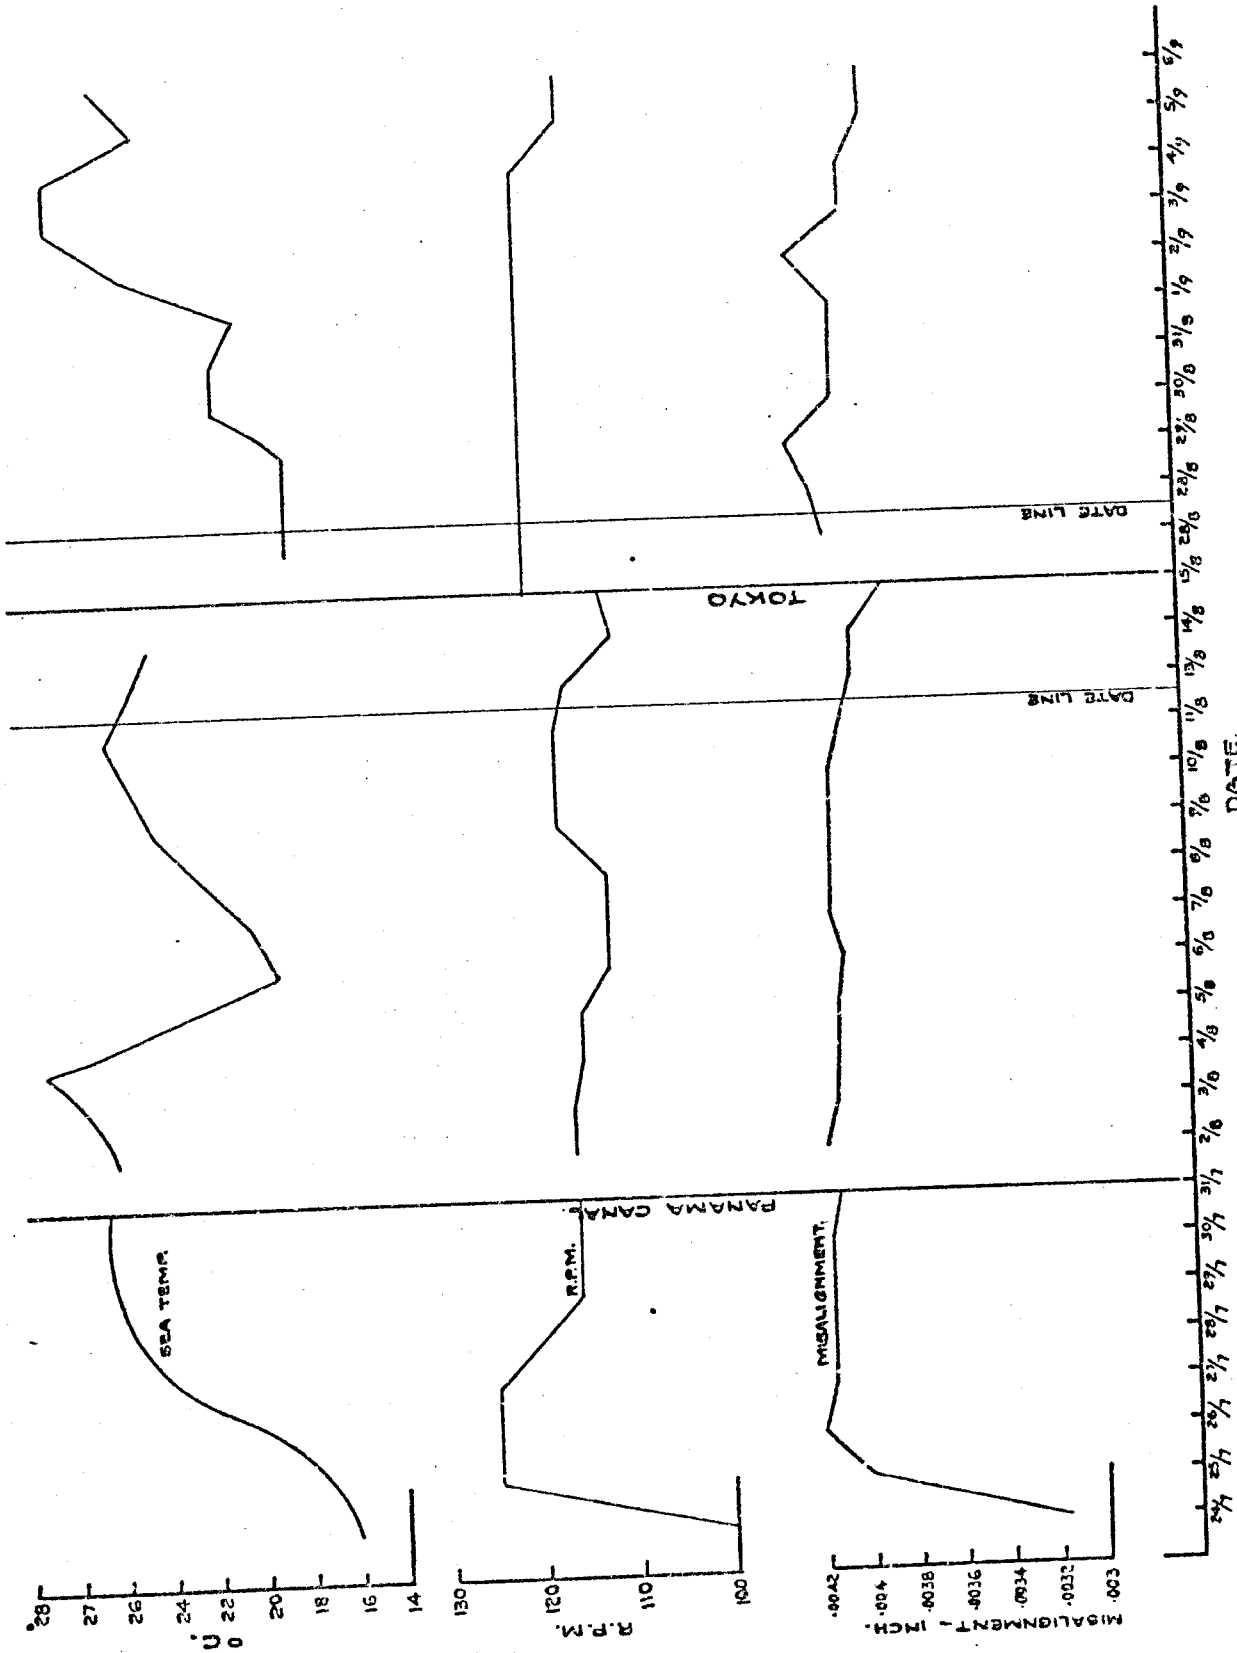 °C.
28
27
24
22
20
16
14
SEA TEMP.
R.P.M.
130
120
110
100
R.P.M.
MISALIGNMENT - INCH.
.0042
.004
.0038
.0036
.0034
.0032
.003
MISALIGNMENT.
PANAMA CANAL
DATE LINE
TOKYO
DATE LINE
24/7 25/7 26/7 27/7 28/7 29/7 30/7 31/7 2/8 3/8 4/8 5/8 6/8 7/8 8/8 9/8 10/8 11/8 13/8 14/8 15/8 28/8 28/8 29/8 30/8 31/8 1/9 2/9 3/9 4/9 5/9 6/9
DATE.